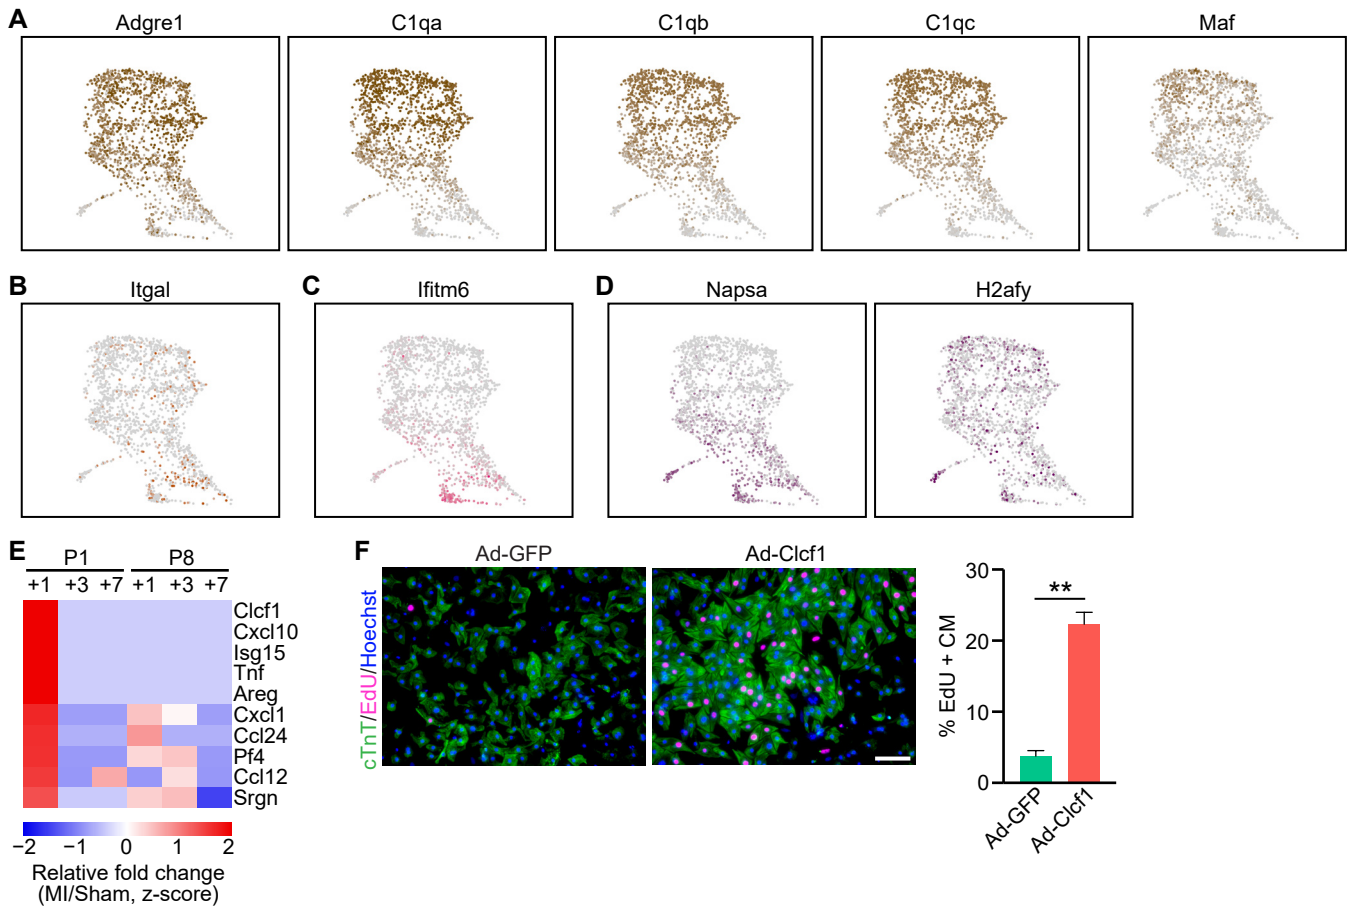 A
Adgre1
C1qa
C1qb
C1qc
Maf
B
Itgal
C
Ifitm6
D
Napsa
H2afy
E
P1
P8
+1 +3 +7 +1 +3 +7
Clcf1
Cxcl10
Isg15
Tnf
Areg
Cxcl1
Ccl24
Pf4
Ccl12
Srgn
−2 −1 0 1 2
Relative fold change
(MI/Sham, z-score)
F
Ad-GFP
Ad-Clcf1
cTnT/EdU/Hoechst
% EdU + CM
30
20
10
0
**
Ad-GFP
Ad-Clcf1